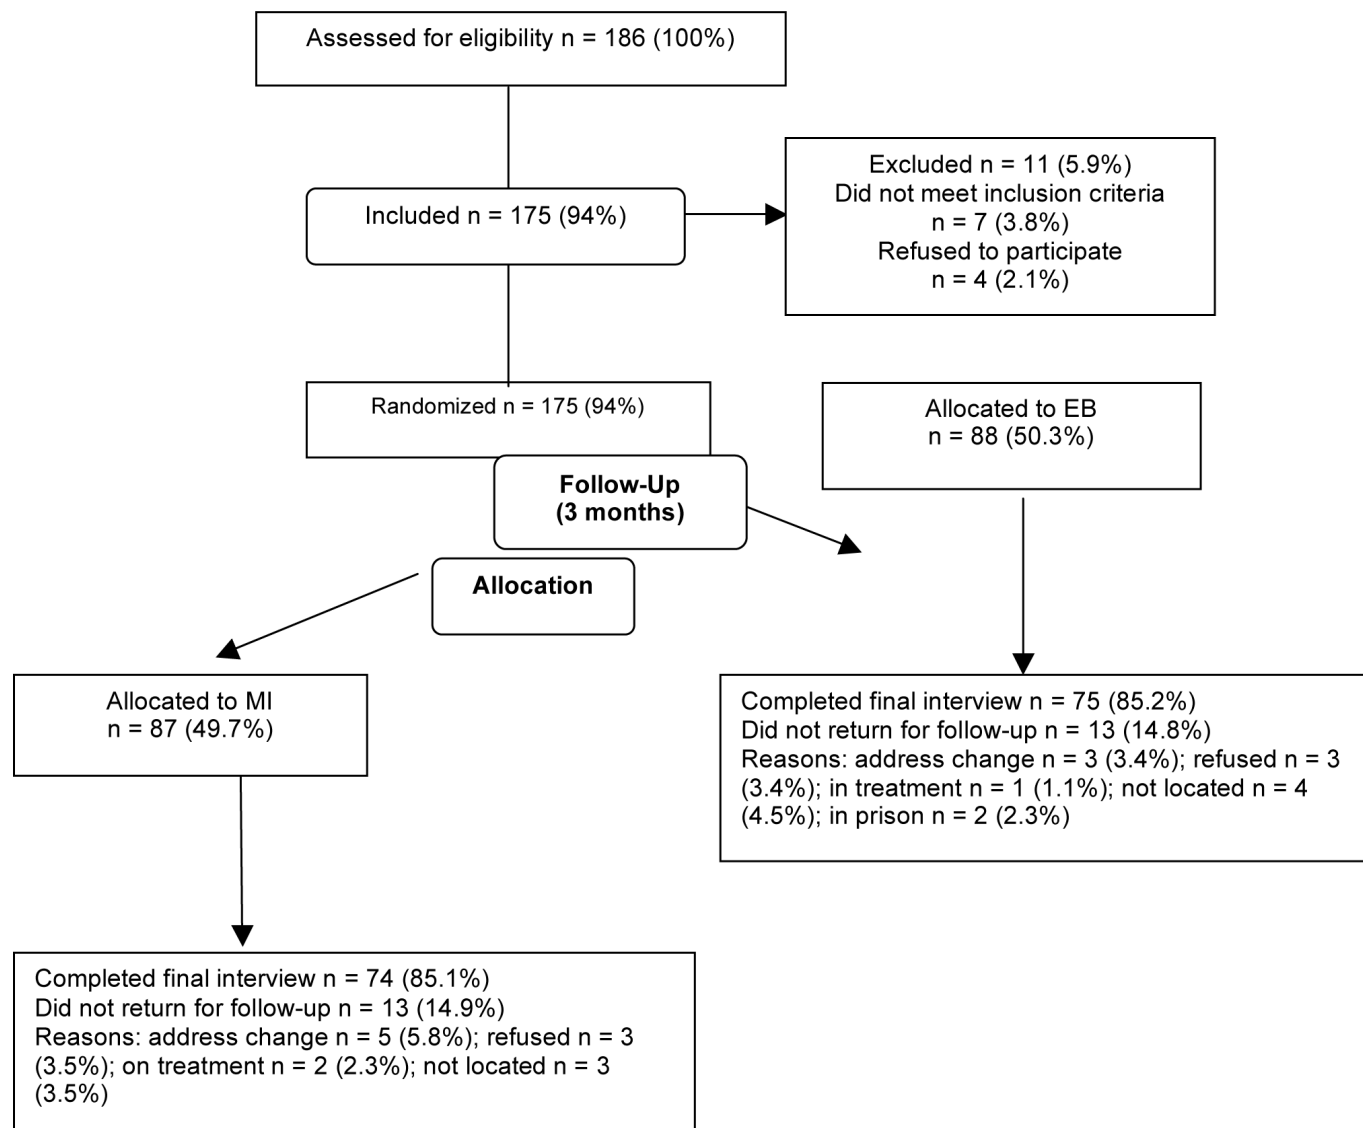 Assessed for eligibility n = 186 (100%)
Excluded n = 11 (5.9%)
Did not meet inclusion criteria
n = 7 (3.8%)
Refused to participate
n = 4 (2.1%)
Included n = 175 (94%)
Randomized n = 175 (94%)
Allocated to EB
n = 88 (50.3%)
Follow-Up
(3 months)
Allocation
Allocated to MI
n = 87 (49.7%)
Completed final interview n = 75 (85.2%)
Did not return for follow-up n = 13 (14.8%)
Reasons: address change n = 3 (3.4%); refused n = 3
(3.4%); in treatment n = 1 (1.1%); not located n = 4
(4.5%); in prison n = 2 (2.3%)
Completed final interview n = 74 (85.1%)
Did not return for follow-up n = 13 (14.9%)
Reasons: address change n = 5 (5.8%); refused n = 3
(3.5%); on treatment n = 2 (2.3%); not located n = 3
(3.5%)